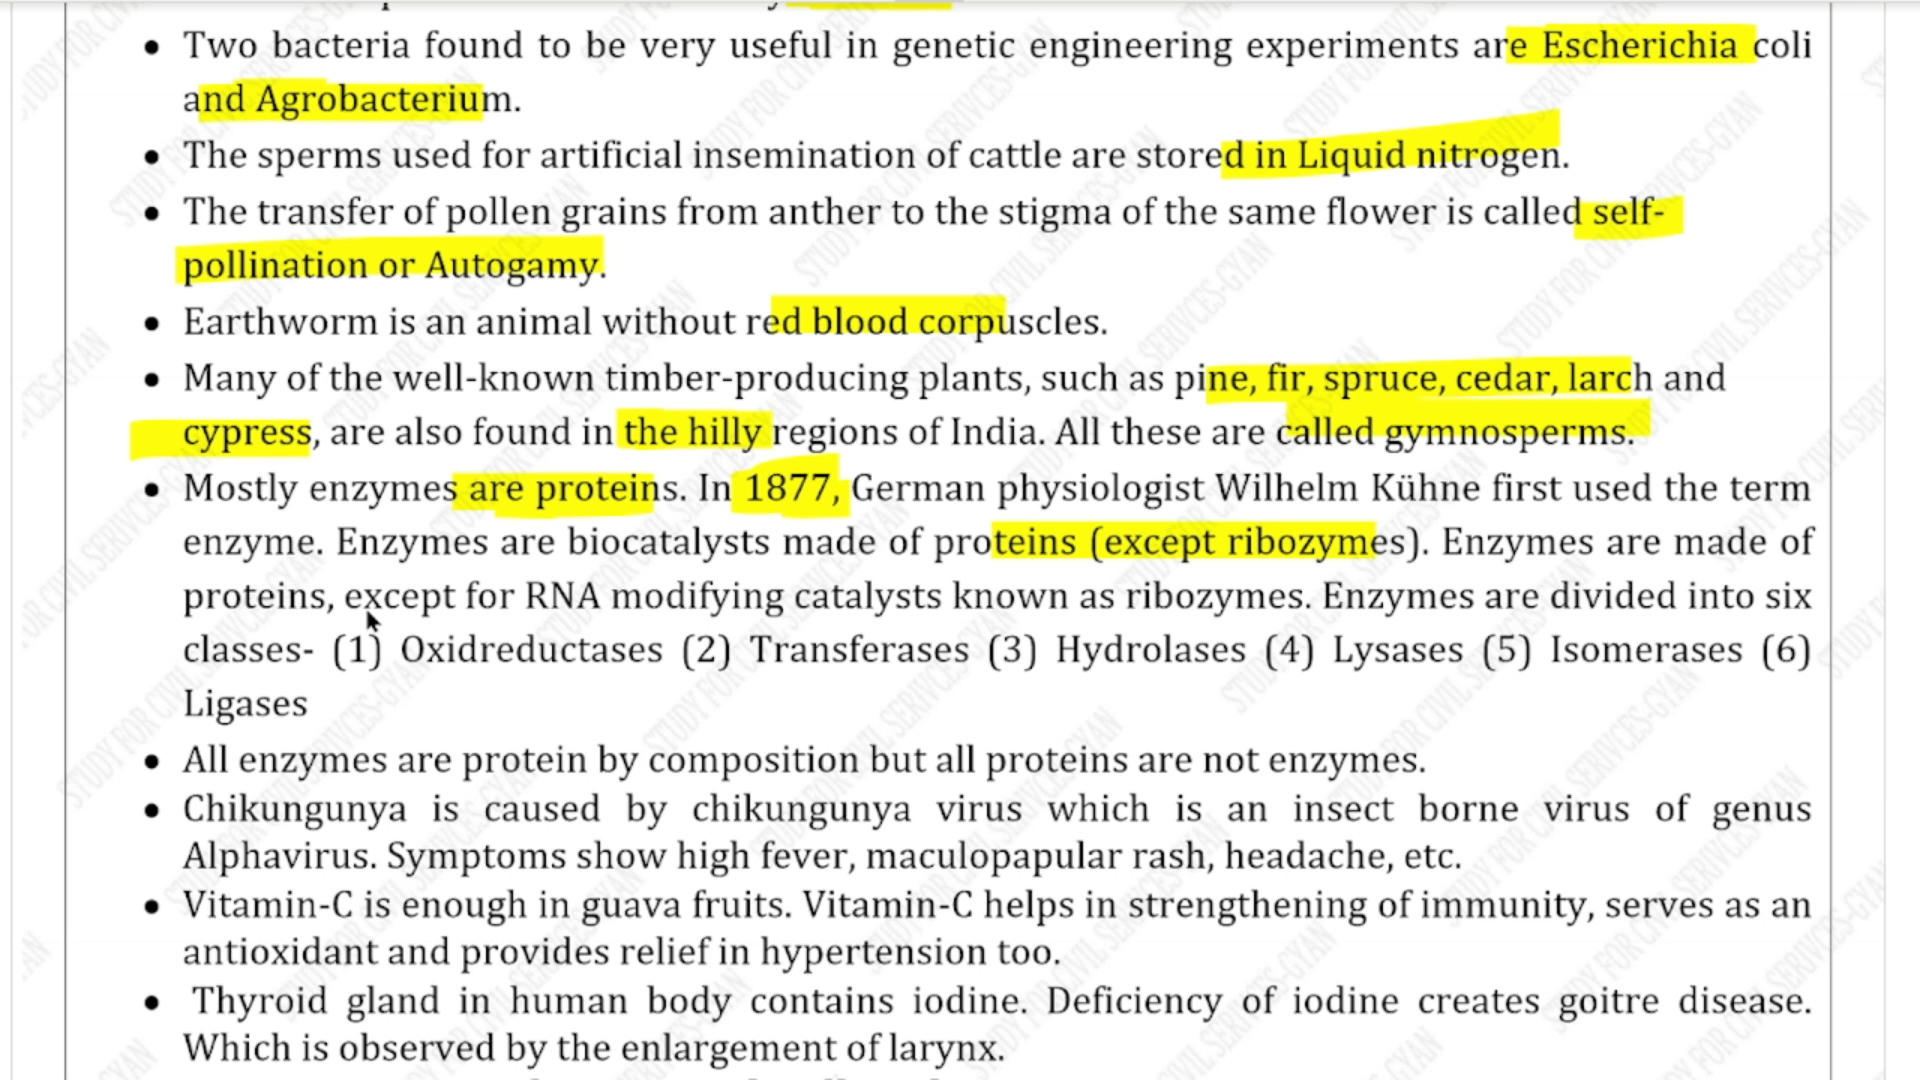 • Two bacteria found to be very useful in genetic engineering experiments are Escherichia coli
and Agrobacterium.
• The sperms used for artificial insemination of cattle are stored in Liquid nitrogen.
• The transfer of pollen grains from anther to the stigma of the same flower is called self-
pollination or Autogamy.
• Earthworm is an animal without red blood corpuscles.
• Many of the well-known timber-producing plants, such as pine, fir, spruce, cedar, larch and
cypress, are also found in the hilly regions of India. All these are called gymnosperms.
• Mostly enzymes are proteins. In 1877, German physiologist Wilhelm Kühne first used the term
enzyme. Enzymes are biocatalysts made of proteins (except ribozymes). Enzymes are made of
proteins, except for RNA modifying catalysts known as ribozymes. Enzymes are divided into six
classes- (1) Oxidreductases (2) Transferases (3) Hydrolases (4) Lysases (5) Isomerases (6)
Ligases
• All enzymes are protein by composition but all proteins are not enzymes.
• Chikungunya is caused by chikungunya virus which is an insect borne virus of genus
Alphavirus. Symptoms show high fever, maculopapular rash, headache, etc.
• Vitamin-C is enough in guava fruits. Vitamin-C helps in strengthening of immunity, serves as an
antioxidant and provides relief in hypertension too.
• Thyroid gland in human body contains iodine. Deficiency of iodine creates goitre disease.
Which is observed by the enlargement of larynx.
STUDY FOR CIVIL SERIVCES-GYAN